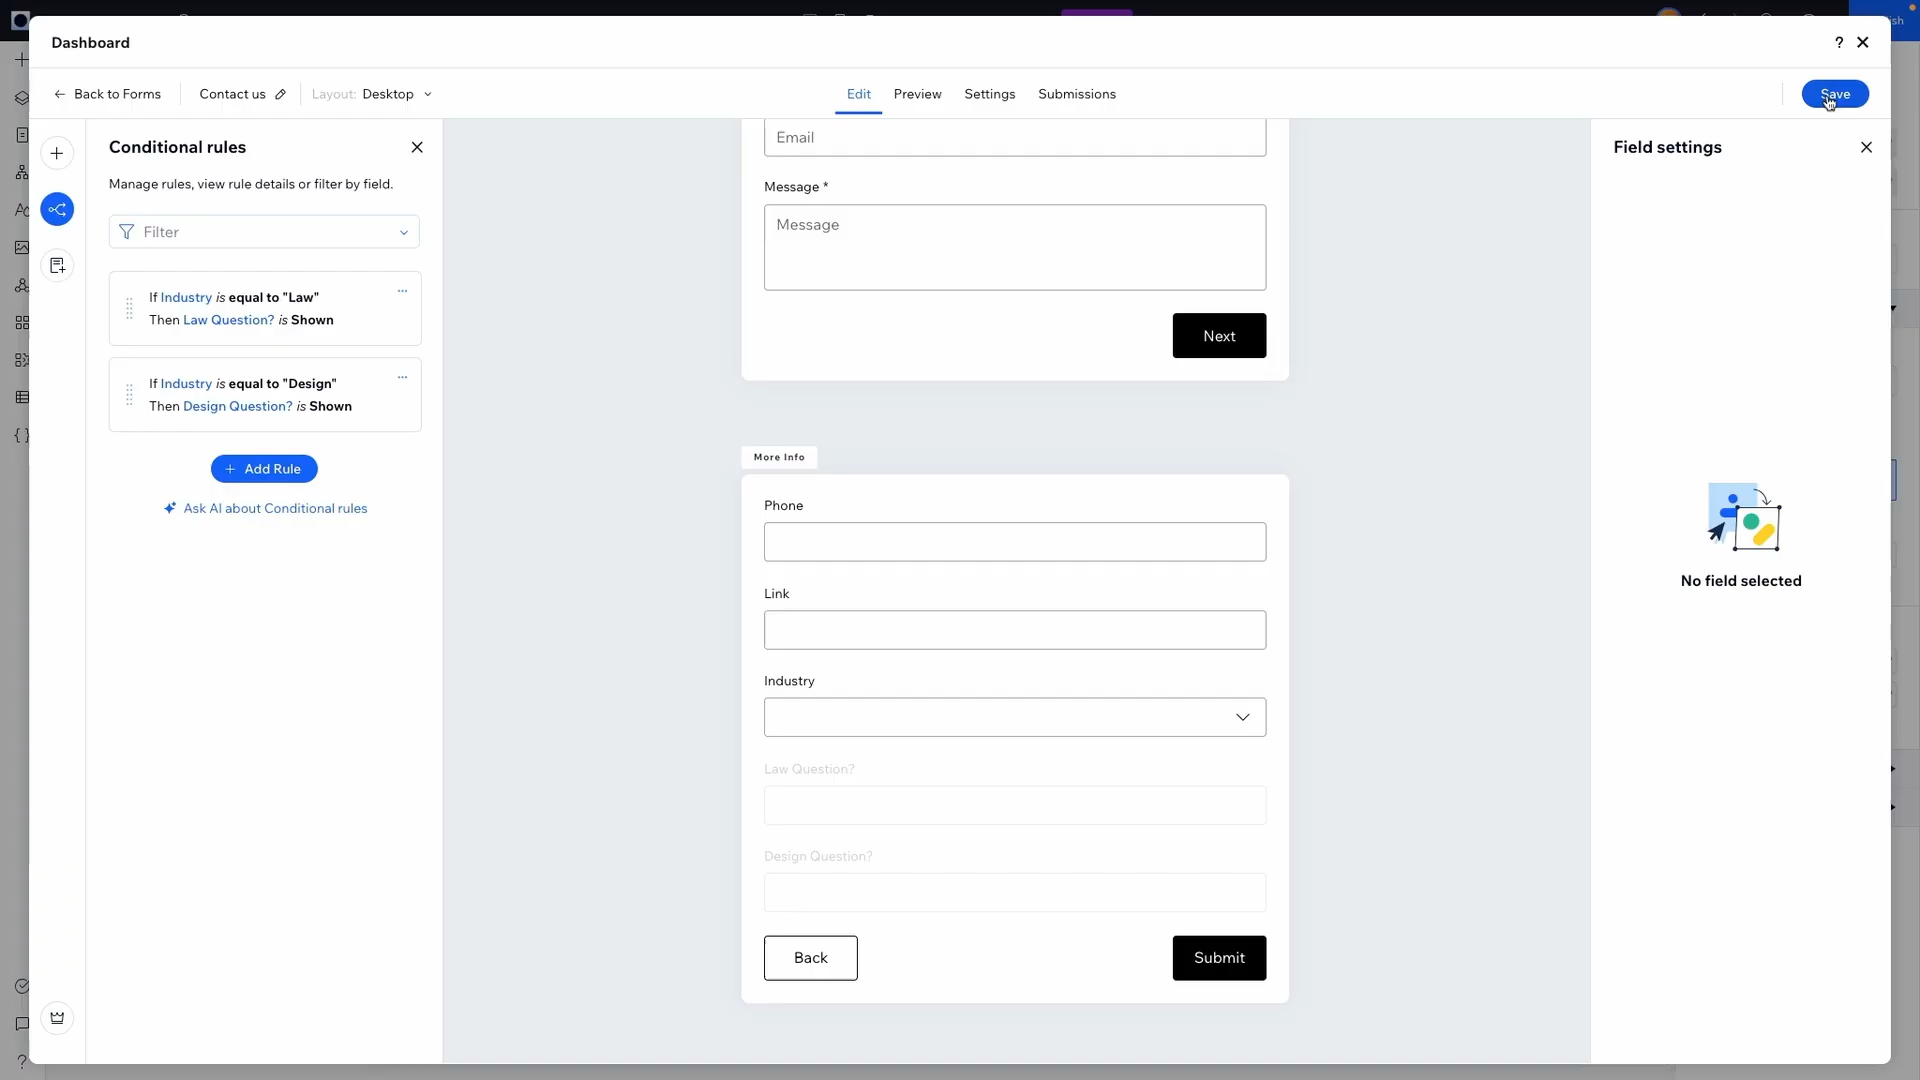 Dashboard
?
Back to Forms
Contact us
Layout: Desktop
Edit
Preview
Settings
Submissions
Save
Conditional rules
Manage rules, view rule details or filter by field.
Filter
If Industry is equal to "Law"
Then Law Question? is Shown
If Industry is equal to "Design"
Then Design Question? is Shown
+ Add Rule
Ask AI about Conditional rules
Email
Message *
Message
Next
More Info
Phone
Link
Industry
Law Question?
Design Question?
Back
Submit
Field settings
No field selected